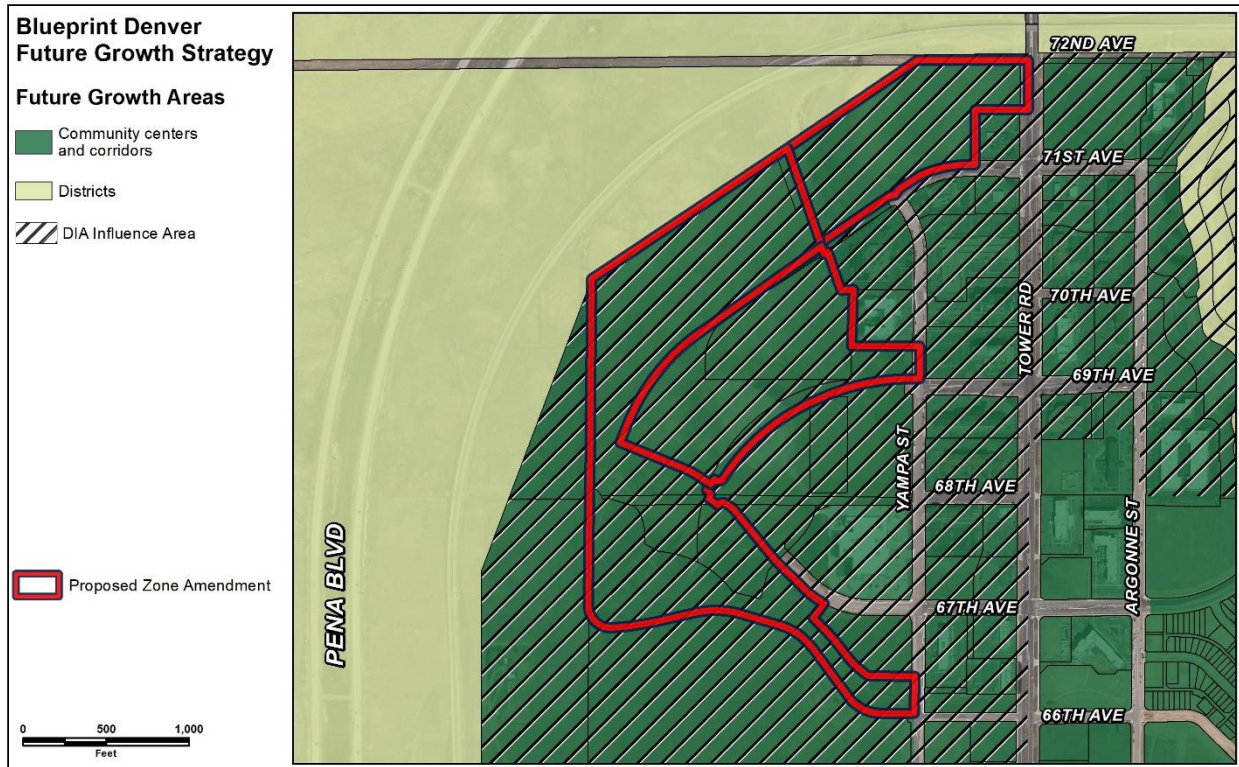 Blueprint Denver
Future Growth Strategy
Future Growth Areas
Community centers
and corridors
Districts
DIA Influence Area
Proposed Zone Amendment
0 500 1,000
Feet
72ND AVE
71ST AVE
70TH AVE
TOWER RD
69TH AVE
YAMPA ST
68TH AVE
ARGONNE ST
PENA BLVD
67TH AVE
66TH AVE